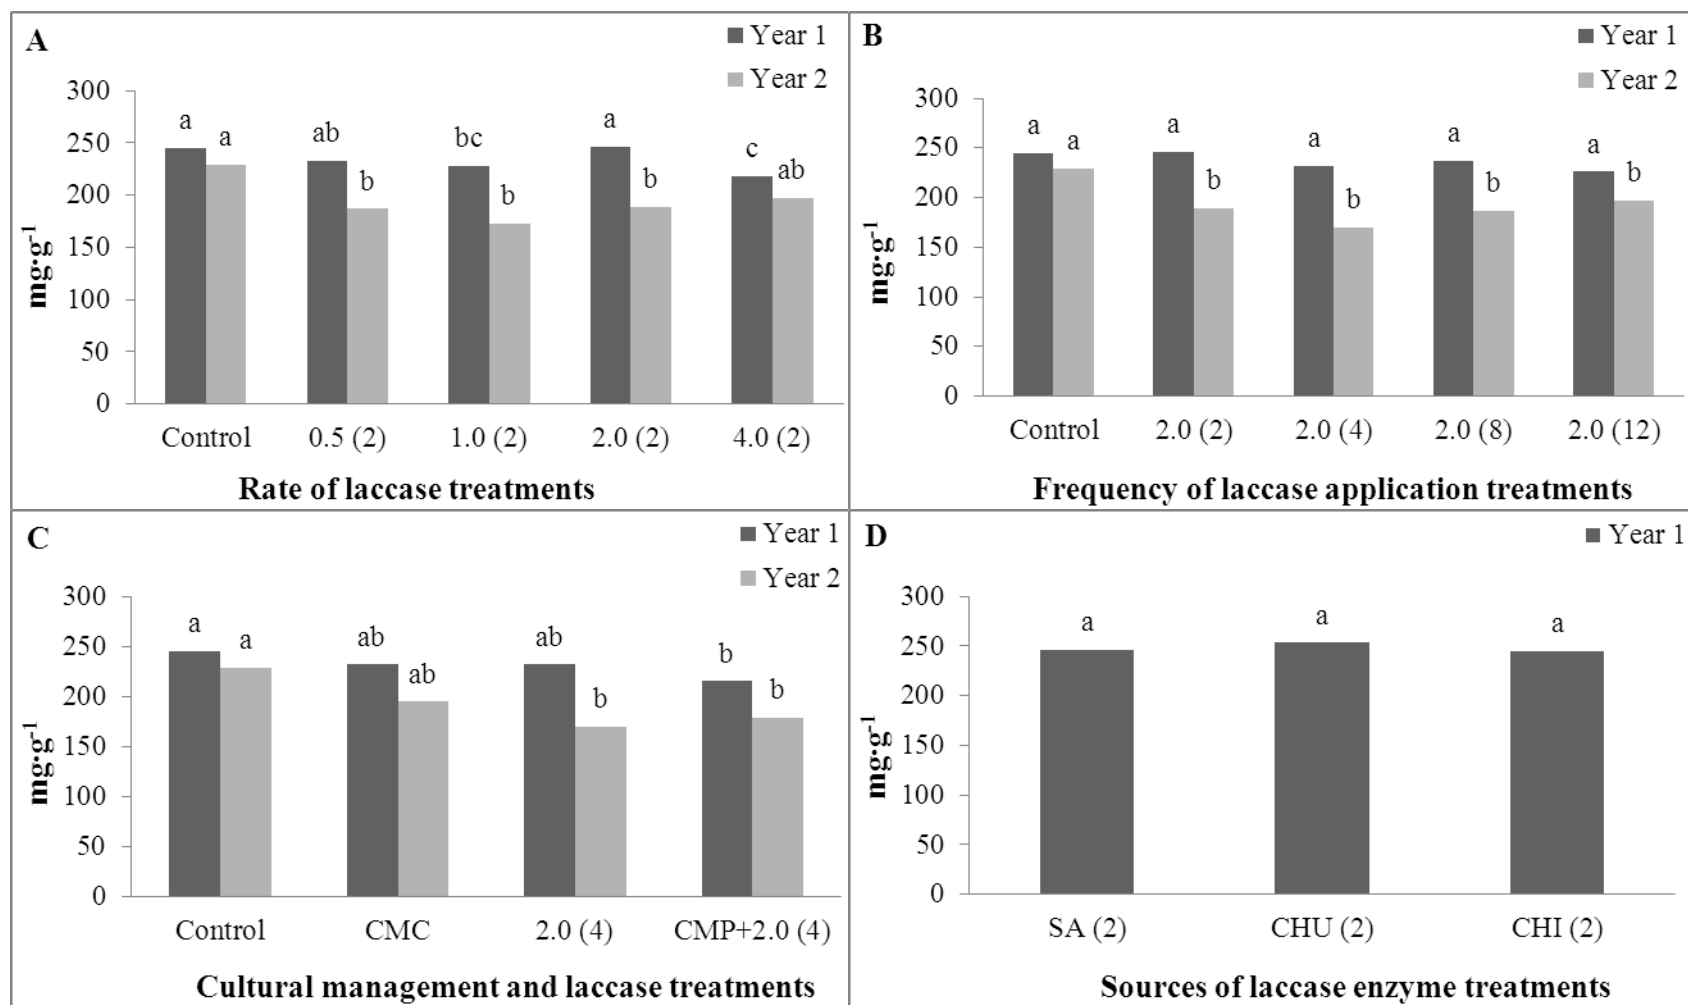 A
Year 1
Year 2
300
250
200
150
100
50
0
mg·g-1
a
a
ab
b
bc
b
a
b
c
ab
Control
0.5 (2)
1.0 (2)
2.0 (2)
4.0 (2)
Rate of laccase treatments
B
Year 1
Year 2
300
250
200
150
100
50
0
mg·g-1
a
a
a
b
a
b
a
b
a
b
Control
2.0 (2)
2.0 (4)
2.0 (8)
2.0 (12)
Frequency of laccase application treatments
C
Year 1
Year 2
300
250
200
150
100
50
0
mg·g-1
a
a
ab
ab
ab
b
b
b
Control
CMC
2.0 (4)
CMP+2.0 (4)
Cultural management and laccase treatments
D
Year 1
300
250
200
150
100
50
0
mg·g-1
a
a
a
SA (2)
CHU (2)
CHI (2)
Sources of laccase enzyme treatments